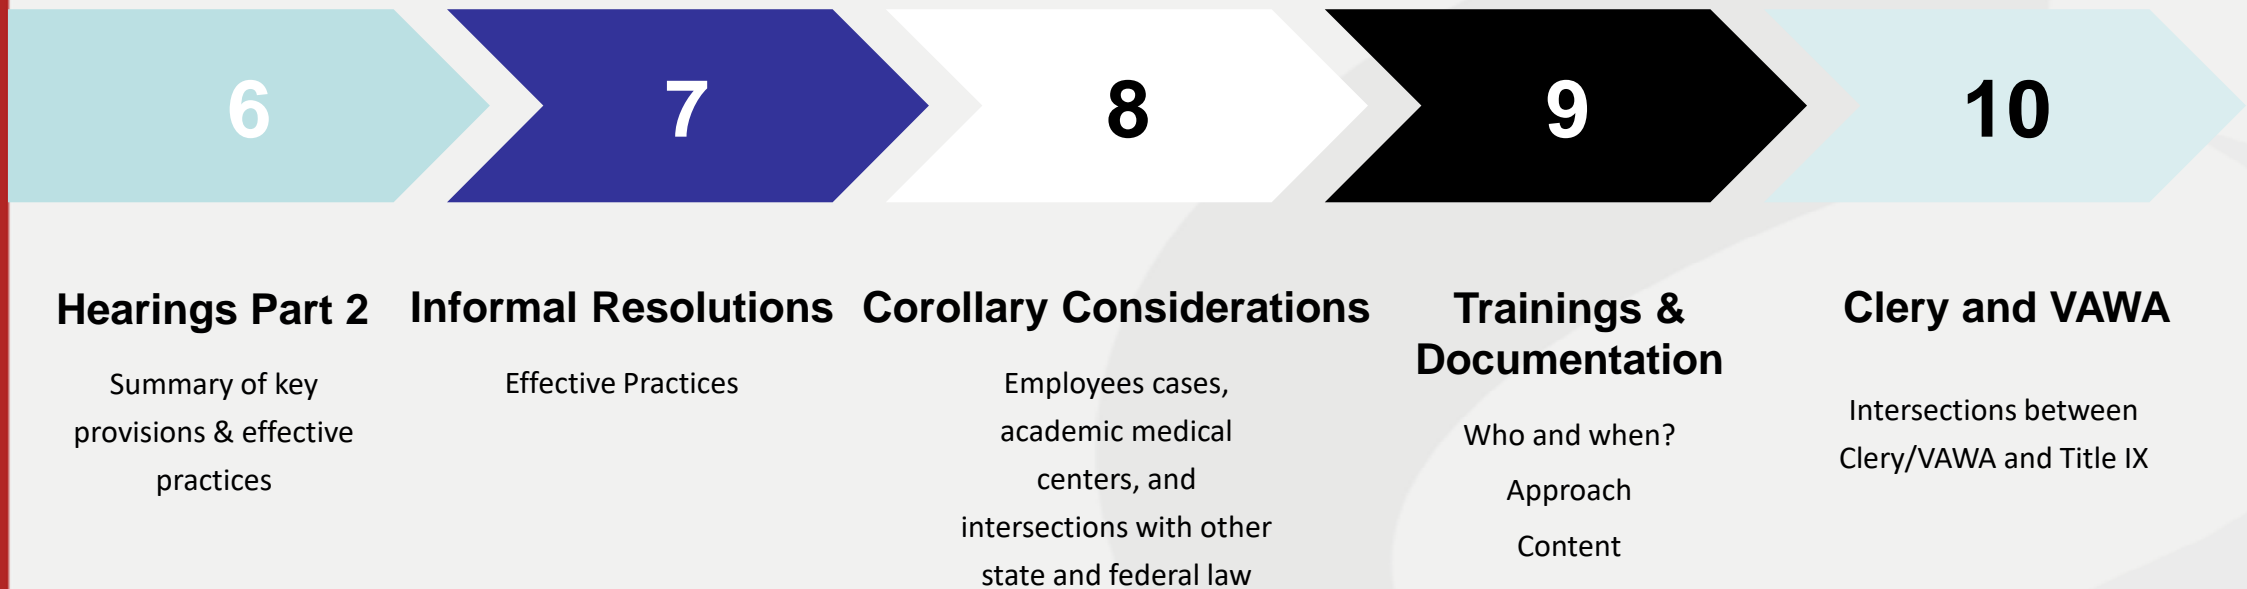 6
7
8
9
10
Hearings Part 2
Summary of key
provisions & effective
practices
Informal Resolutions
Effective Practices
Corollary Considerations
Employees cases,
academic medical
centers, and
intersections with other
state and federal law
Trainings &
Documentation
Who and when?
Approach
Content
Clery and VAWA
Intersections between
Clery/VAWA and Title IX